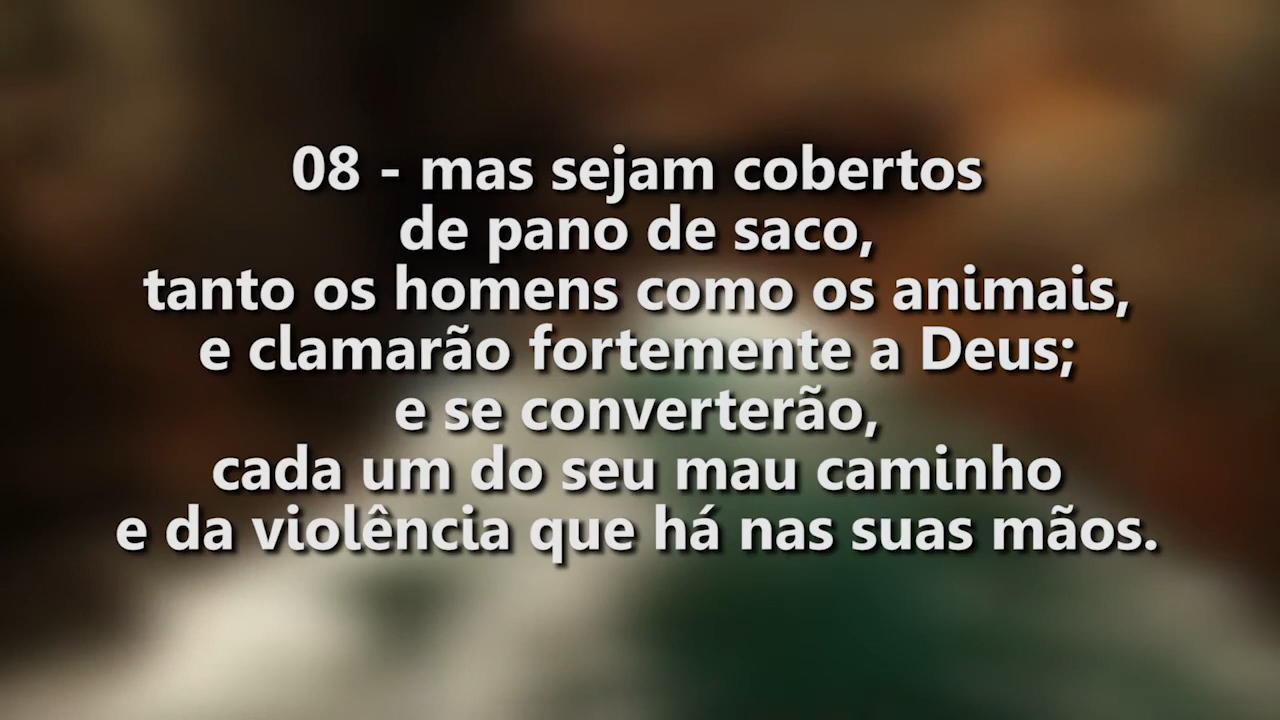 08 - mas sejam cobertos
de pano de saco,
tanto os homens como os animais,
e clamarão fortemente a Deus;
e se converterão,
cada um do seu mau caminho
e da violência que há nas suas mãos.